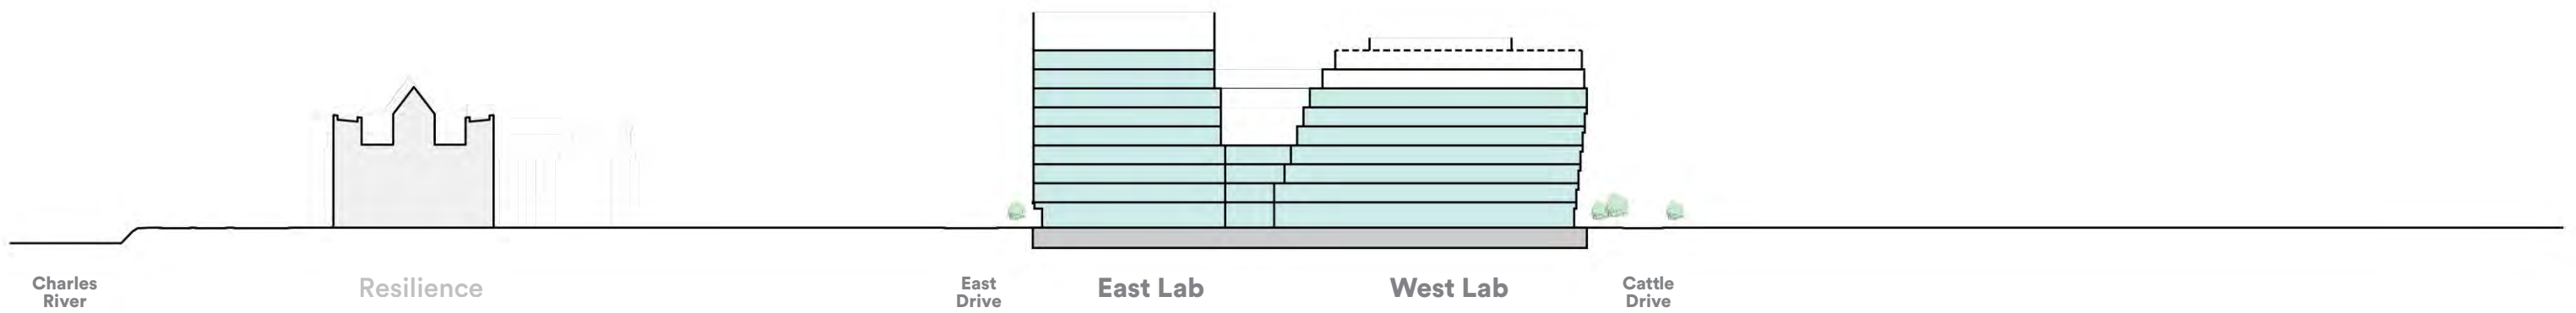 Charles
River
Resilience
East
Drive
East Lab
West Lab
Cattle
Drive